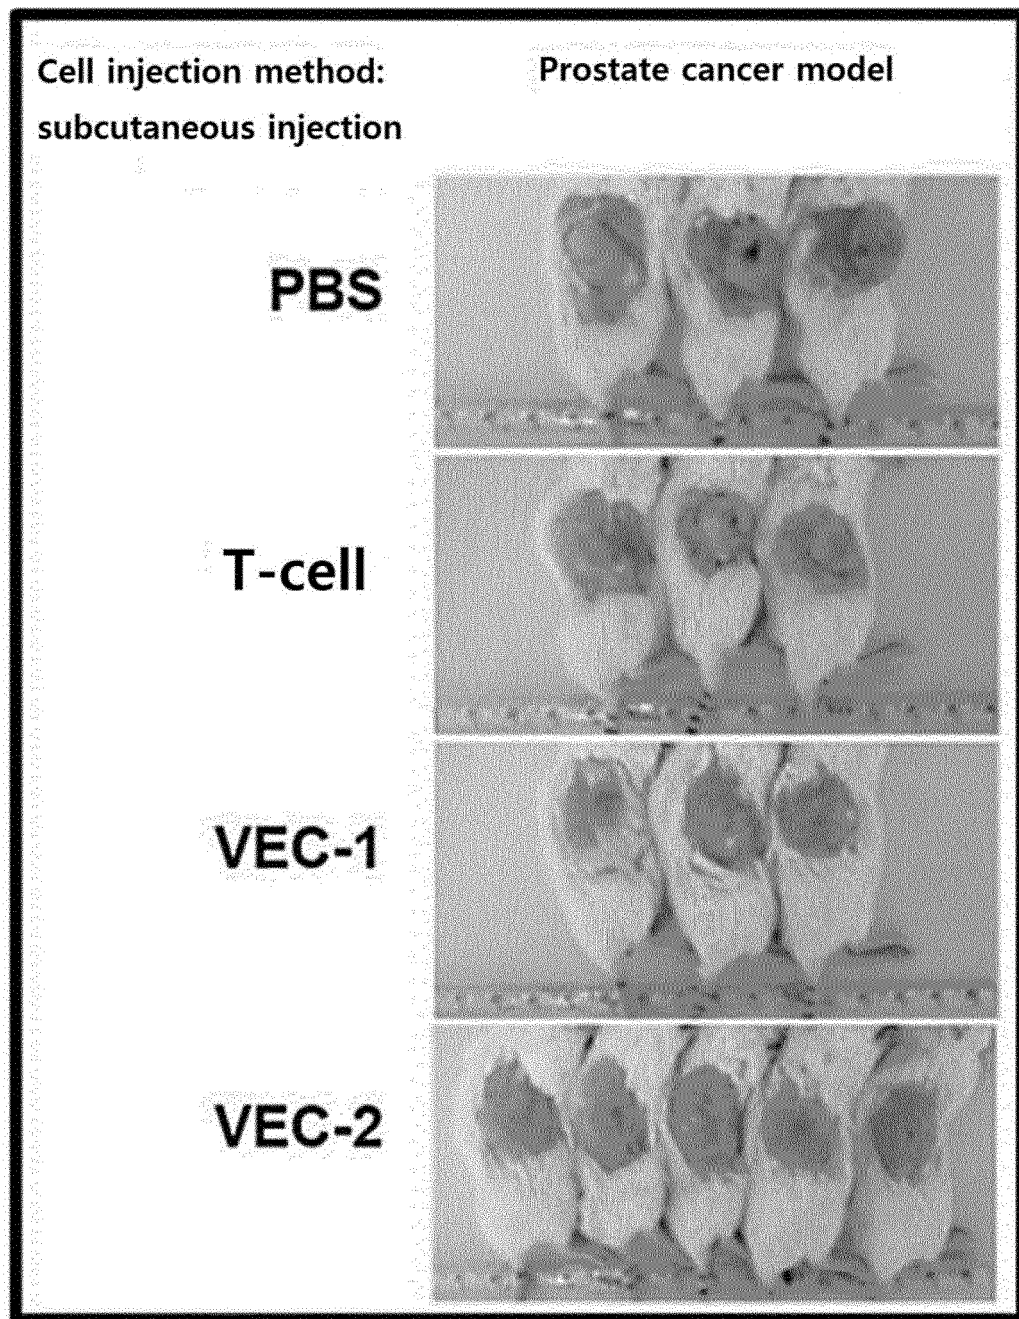 Cell injection method:
subcutaneous injection
Prostate cancer model
PBS
T-cell
VEC-1
VEC-2